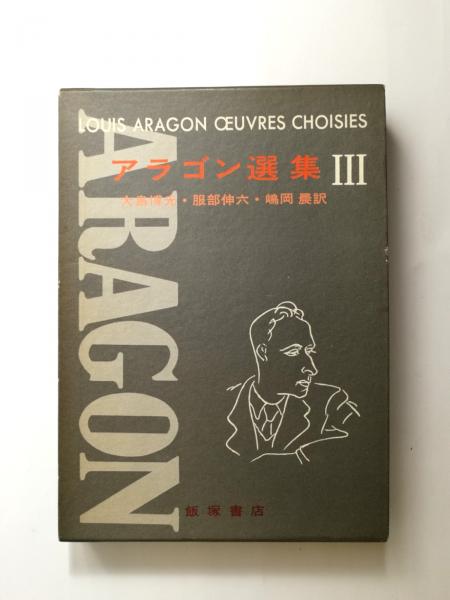 LOUIS ARAGON ŒUVRES CHOISIES
アラゴン選集 III
大島博光・服部伸六・嶋岡晨訳
ARAGON
飯塚書店